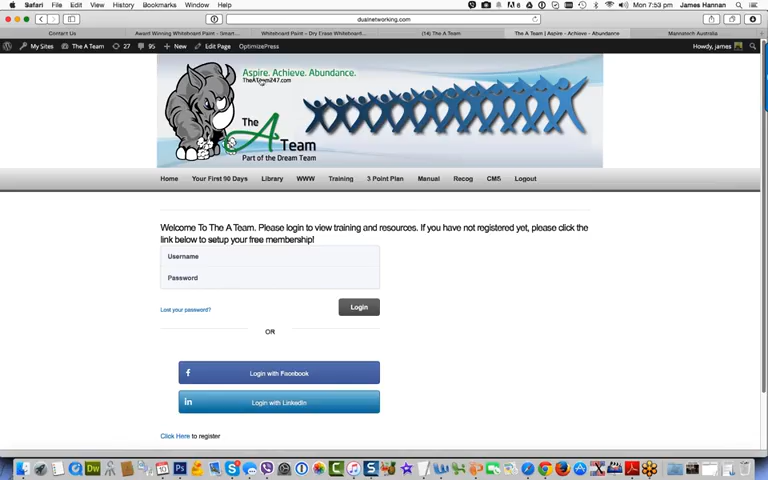 Safari File Edit View History Bookmarks Window Help
Mon 7:53 pm James Hannan
dualnetworking.com
Contact Us
Award Winning Whiteboard Paint - Smart...
Whiteboard Paint – Dry Erase Whiteboard...
(14) The A Team
The A Team | Aspire - Achieve - Abundance
Mannatech Australia
My Sites The A Team 27 95 New Edit Page OptimizePress
Howdy, james
Aspire. Achieve. Abundance.
TheATeam247.com
The A Team
Part of the Dream Team
Home Your First 90 Days Library WWW Training 3 Point Plan Manual Recog CMS Logout
Welcome To The A Team. Please login to view training and resources. If you have not registered yet, please click the
link below to setup your free membership!
Username
Password
Lost your password?
Login
OR
f Login with Facebook
in Login with LinkedIn
Click Here to register